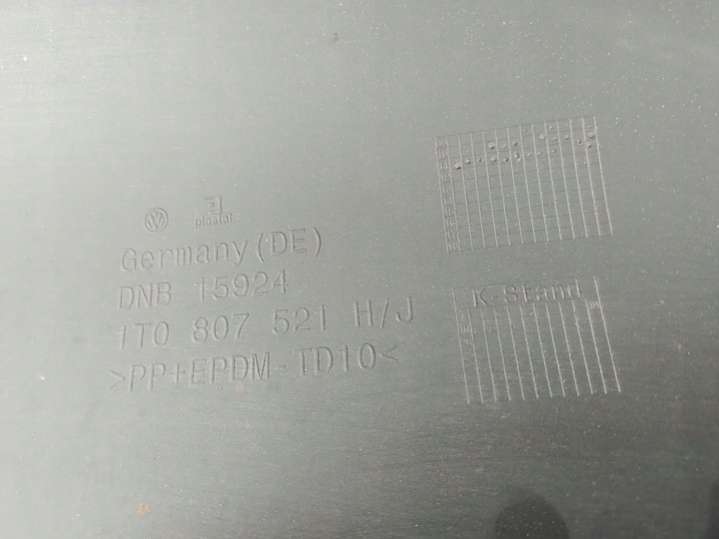 Germany(DE)
DNB 15924
1T0 807 521 H/J
>PP+EPDM-TD10<
K-Stand